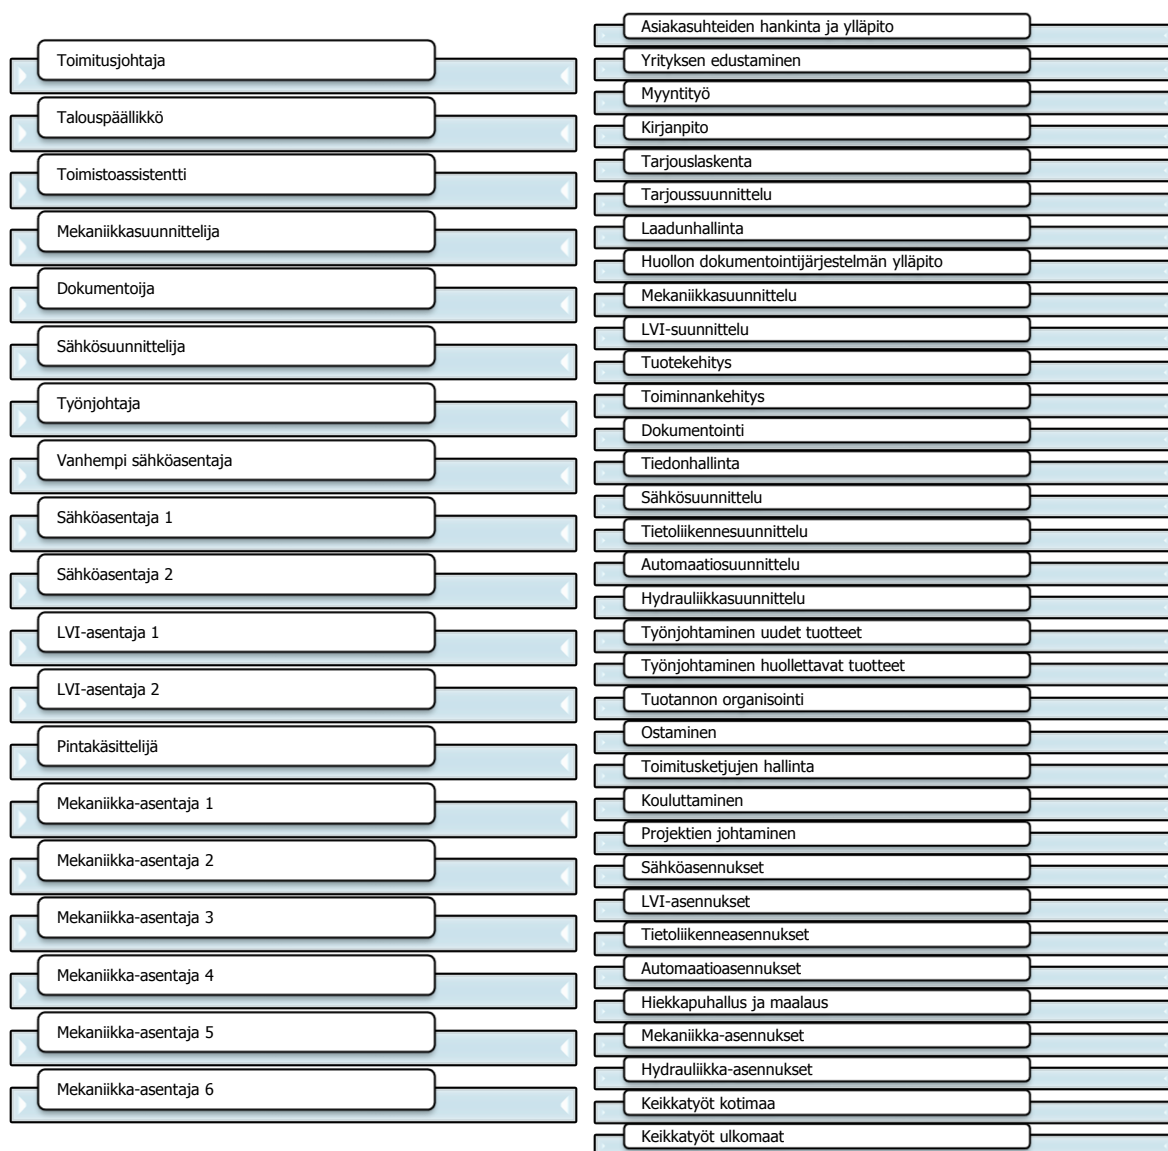 Toimitusjohtaja
Talouspäällikkö
Toimistoassistentti
Mekaniikkasuunnittelija
Dokumentoija
Sähkösuunnittelija
Työnjohtaja
Vanhempi sähköasentaja
Sähköasentaja 1
Sähköasentaja 2
LVI-asentaja 1
LVI-asentaja 2
Pintakäsittelijä
Mekaniikka-asentaja 1
Mekaniikka-asentaja 2
Mekaniikka-asentaja 3
Mekaniikka-asentaja 4
Mekaniikka-asentaja 5
Mekaniikka-asentaja 6
Asiakasuhteiden hankinta ja ylläpito
Yrityksen edustaminen
Myyntityö
Kirjanpito
Tarjouslaskenta
Tarjoussuunnittelu
Laadunhallinta
Huollon dokumentointijärjestelmän ylläpito
Mekaniikkasuunnittelu
LVI-suunnittelu
Tuotekehitys
Toiminnankehitys
Dokumentointi
Tiedonhallinta
Sähkösuunnittelu
Tietoliikennesuunnittelu
Automaatiosuunnittelu
Hydrauliikkasuunnittelu
Työnjohtaminen uudet tuotteet
Työnjohtaminen huollettavat tuotteet
Tuotannon organisointi
Ostaminen
Toimitusketjujen hallinta
Kouluttaminen
Projektien johtaminen
Sähköasennukset
LVI-asennukset
Tietoliikenneasennukset
Automaatioasennukset
Hiekkapuhallus ja maalaus
Mekaniikka-asennukset
Hydrauliikka-asennukset
Keikkatyöt kotimaa
Keikkatyöt ulkomaat